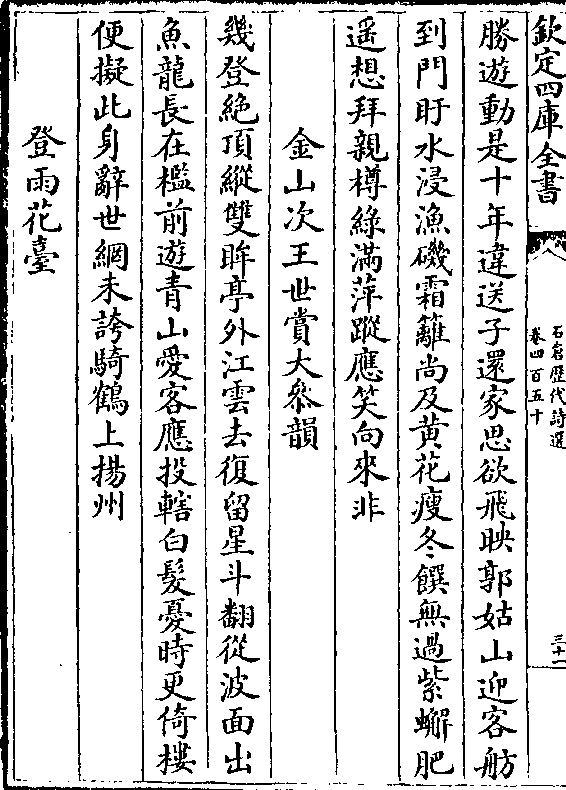 欽定四庫全書
石倉歷代詩選
卷四百五十
三十一
勝遊動是十年違送子還家思欲飛映郭姑山迎客舫
到門盱水浸漁磯霜籬尚及黄花瘦冬饌無過紫蠏肥
遥想拜親樽綠滿萍蹤應笑向來非
金山次王世賞大叅韻
幾登絶頂縱雙眸亭外江雲去復留星斗翻從波面出
魚龍長在檻前遊青山愛客應投轄白髮憂時更倚樓
便擬此身辭世網未誇騎鶴上揚州
登雨花臺